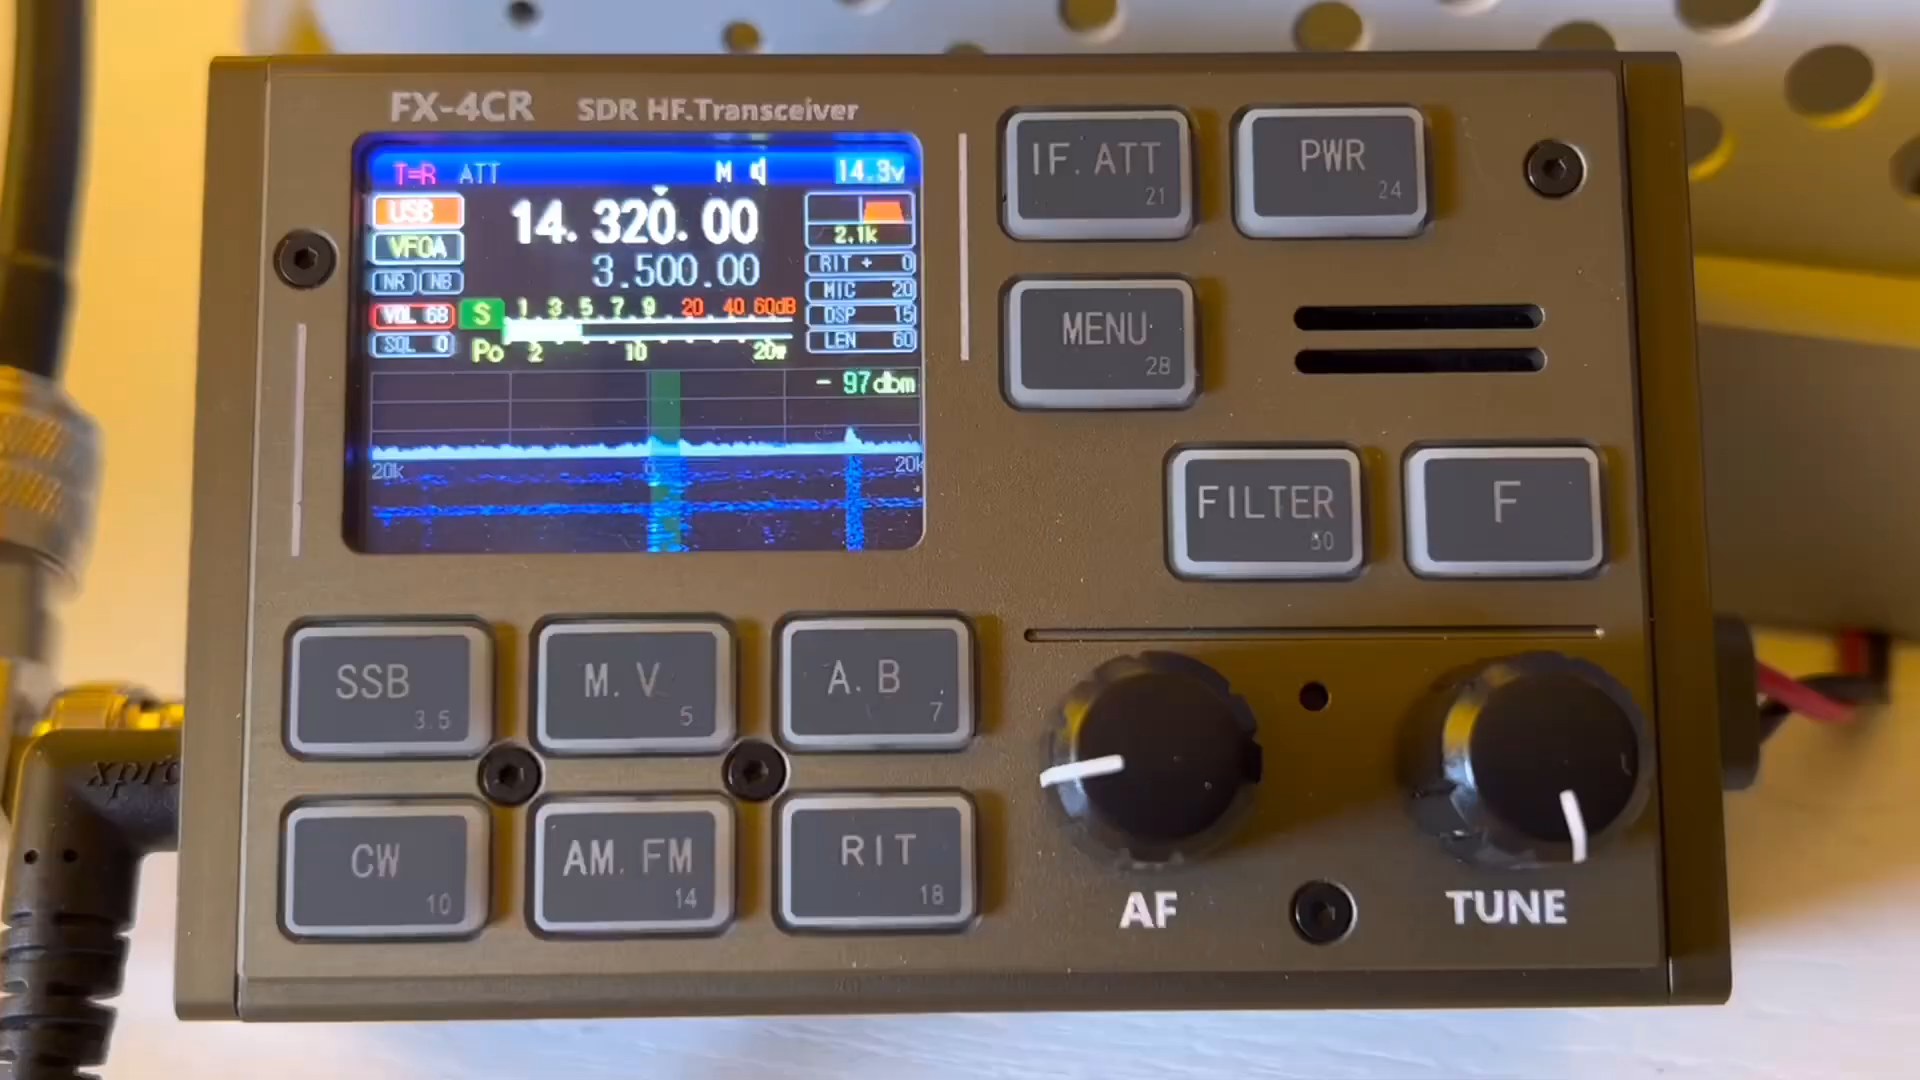 FX-4CR SDR HF.Transceiver
T=R ATT M 14.3v
USB 14.320.00
VFOA 2.1k
3.500.00 RIT + 0
NR NB MIC 20
VOL 68 S 1 3 5 7 9 20 40 60dB DSP 15
SQL 0 Po 2 10 20w LEN 60
- 97dbm
20k 0 20k
IF. ATT 21
PWR 24
MENU 28
FILTER 30
F
SSB 3.5
M. V 5
A. B 7
CW 10
AM. FM 14
RIT 18
AF TUNE